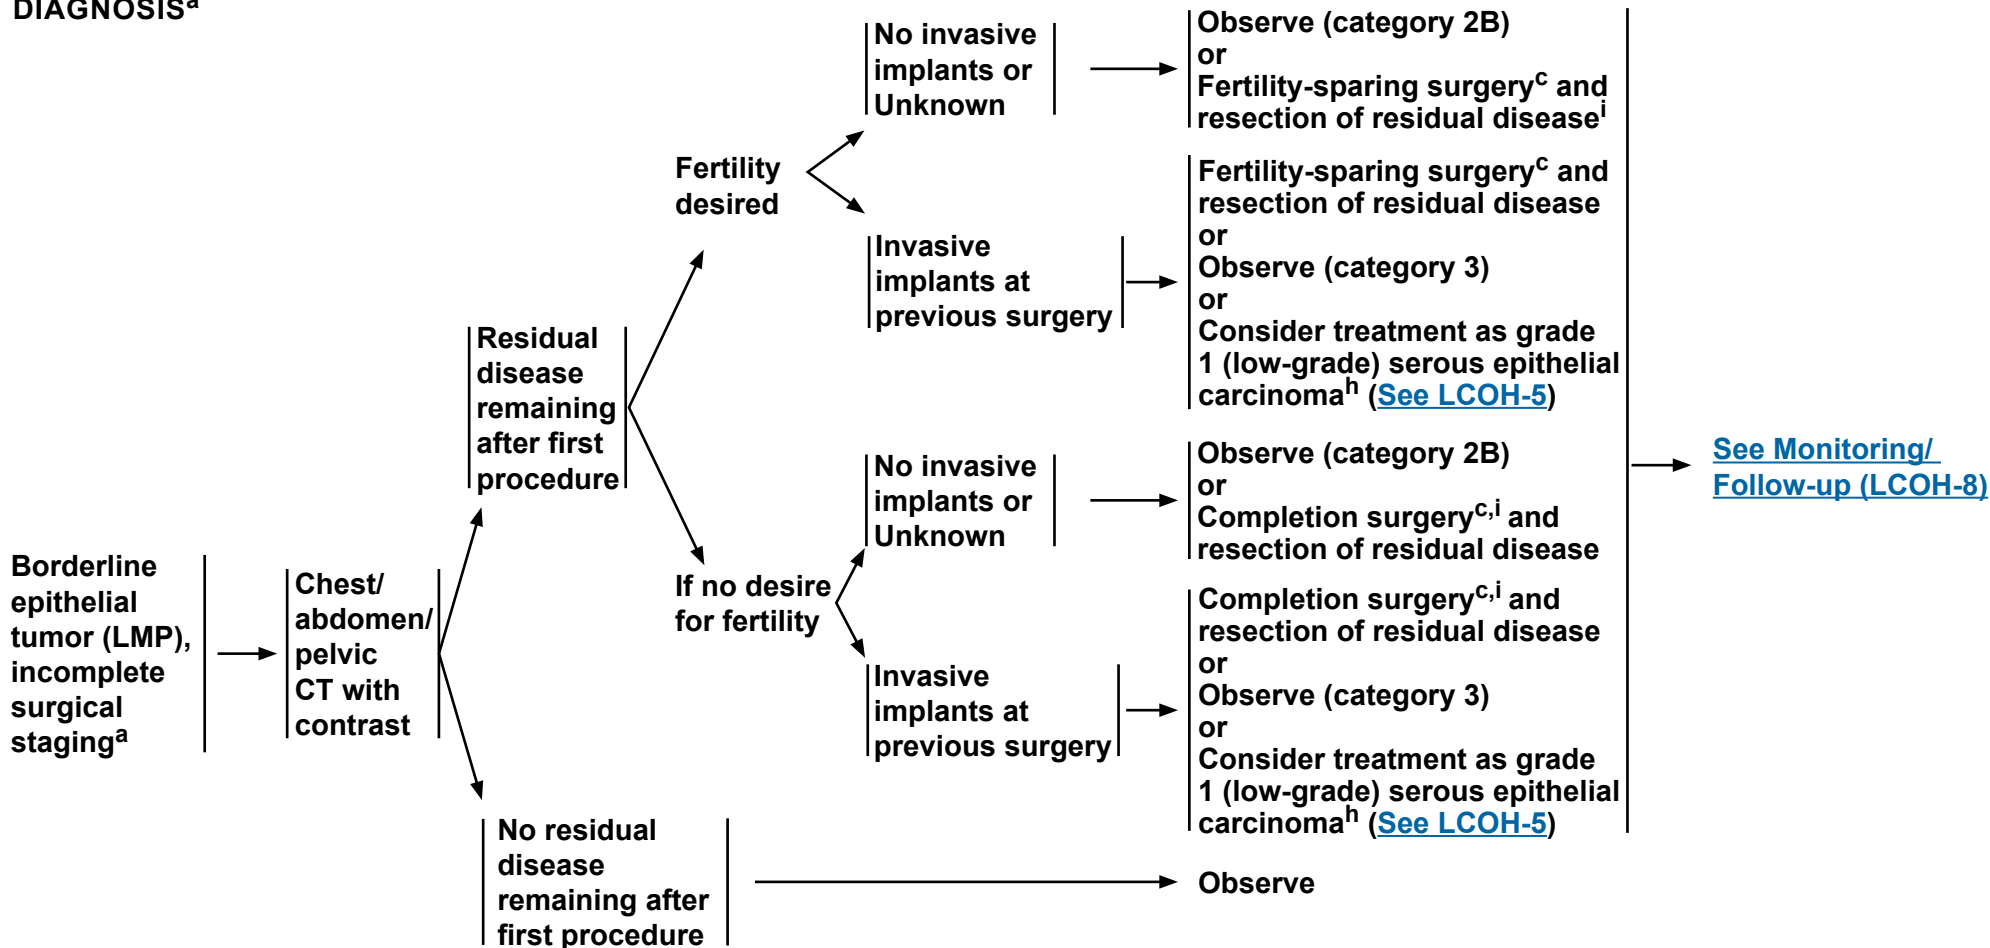 DIAGNOSISa
Borderline
epithelial
tumor (LMP),
incomplete
surgical
staginga
Chest/
abdomen/
pelvic
CT with
contrast
Residual
disease
remaining
after first
procedure
Fertility
desired
No invasive
implants or
Unknown
Observe (category 2B)
or
Fertility-sparing surgeryc and
resection of residual diseasei
Invasive
implants at
previous surgery
Fertility-sparing surgeryc and
resection of residual disease
or
Observe (category 3)
or
Consider treatment as grade
1 (low-grade) serous epithelial
carcinomah (See LCOH-5)
If no desire
for fertility
No invasive
implants or
Unknown
Observe (category 2B)
or
Completion surgeryc,i and
resection of residual disease
Invasive
implants at
previous surgery
Completion surgeryc,i and
resection of residual disease
or
Observe (category 3)
or
Consider treatment as grade
1 (low-grade) serous epithelial
carcinomah (See LCOH-5)
No residual
disease
remaining after
first procedure
Observe
See Monitoring/
Follow-up (LCOH-8)